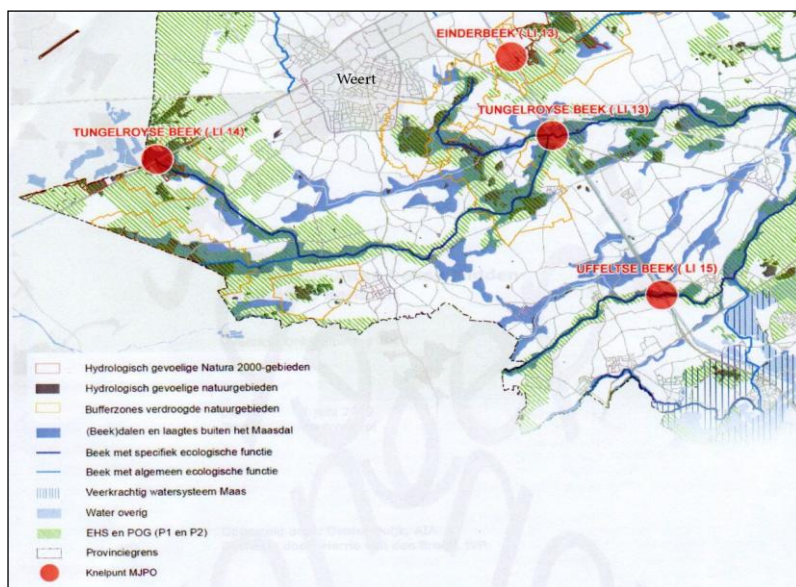 EINDERBEEK ( LI 13)
Weert
TUNGELROYSE BEEK ( LI 13)
TUNGELROYSE BEEK ( LI 14)
UFFELTSE BEEK ( LI 15)
Hydrologisch gevoelige Natura 2000-gebieden
Hydrologisch gevoelige natuurgebieden
Bufferzones verdroogde natuurgebieden
(Beek)dalen en laagtes buiten het Maasdal
Beek met specifiek ecologische functie
Beek met algemeen ecologische functie
Veerkrachtig watersysteem Maas
Water overig
EHS en POG (P1 en P2)
Provinciegrens
Knelpunt MJPO